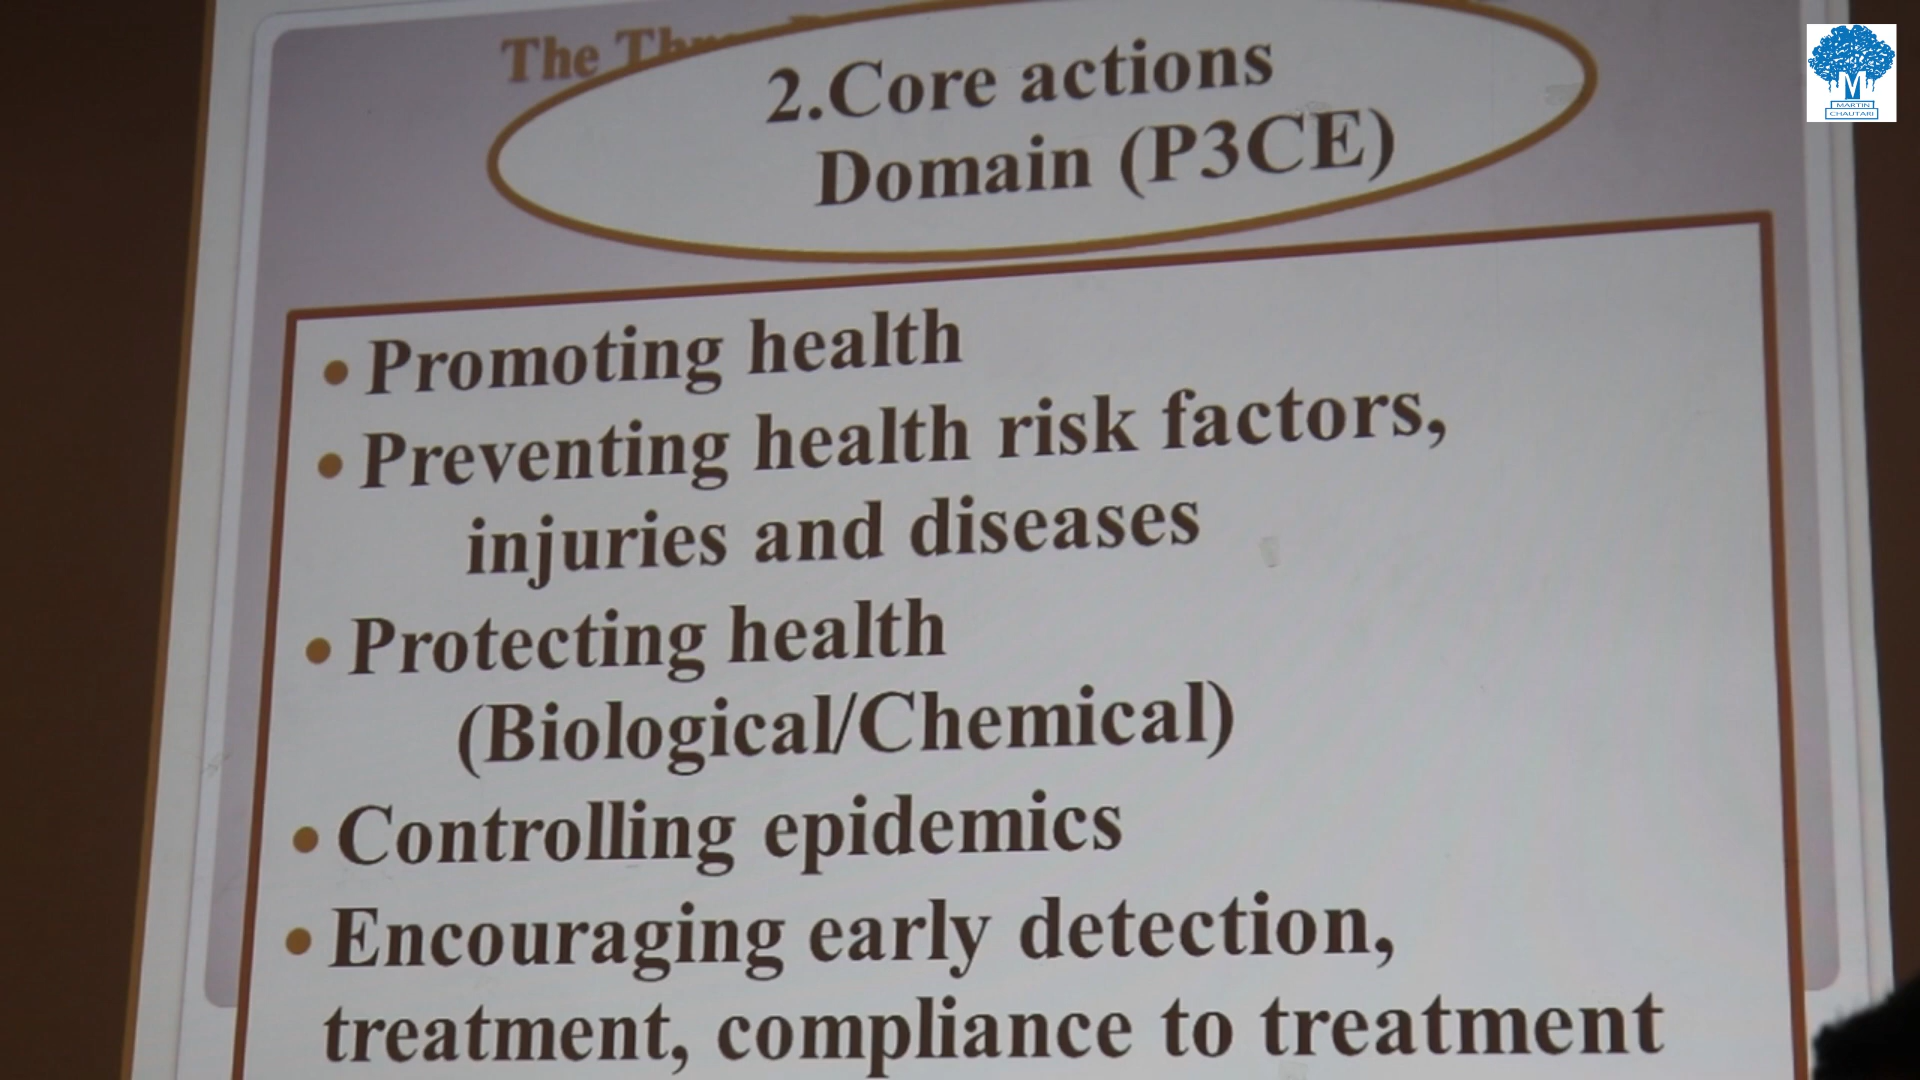 The
2.Core actions
Domain (P3CE)
• Promoting health
• Preventing health risk factors,
injuries and diseases
• Protecting health
(Biological/Chemical)
• Controlling epidemics
• Encouraging early detection,
treatment, compliance to treatment
M
MARTIN
CHAUTARI